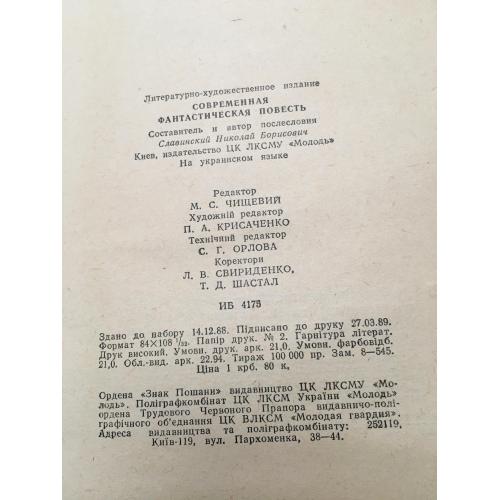 Литературно-художественное издание
СОВРЕМЕННАЯ
ФАНТАСТИЧЕСКАЯ ПОВЕСТЬ
Составитель и автор послесловия
Славинский Николай Борисович
Киев, издательство ЦК ЛКСМУ «Молодь»
На украинском языке
Редактор
М. С. ЧИЩЕВИЙ
Художній редактор
П. А. КРИСАЧЕНКО
Технічний редактор
С. Г. ОРЛОВА
Коректори
Л. В. СВИРИДЕНКО,
Т. Д. ШАСТАЛ
ИБ 4175
Здано до набору 14.12.88. Підписано до друку 27.03.89.
Формат 84×108 ¹/₃₂. Папір друк. № 2. Гарнітура літерат.
Друк високий. Умовн. друк. арк. 21,0. Умовн. фарбовідб.
21,0. Обл.-вид. арк. 22.94. Тираж 100 000 пр. Зам. 8—545.
Ціна 1 крб. 80 к.
Ордена «Знак Пошани» видавництво ЦК ЛКСМУ «Мо-
лодь». Поліграфкомбінат ЦК ЛКСМ України «Молодь»
ордена Трудового Червоного Прапора видавничо-полі-
графічного об'єднання ЦК ВЛКСМ «Молодая гвардия».
Адреса видавництва та поліграфкомбінату: 252119,
Київ-119, вул. Пархоменка, 38—44.